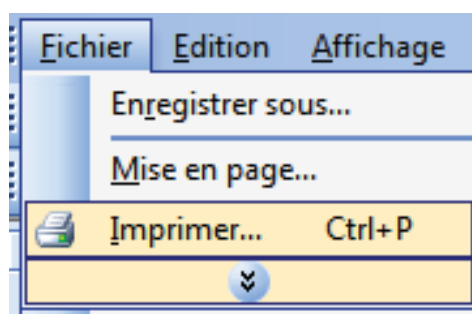 Fichier Edition Affichage
Enregistrer sous...
Mise en page...
Imprimer... Ctrl+P